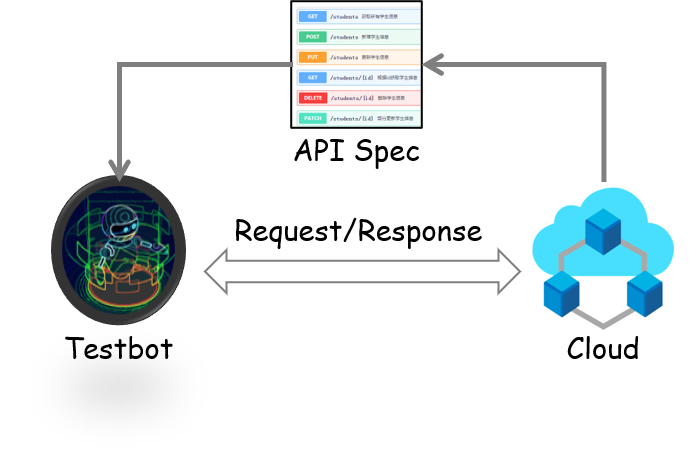 GET /students 获取所有学生信息
POST /students 新增学生信息
PUT /students 更新学生信息
GET /students/{id} 根据id获取学生信息
DELETE /students/{id} 删除学生信息
PATCH /students/{id} 部分更新学生信息
API Spec
Request/Response
Testbot
Cloud